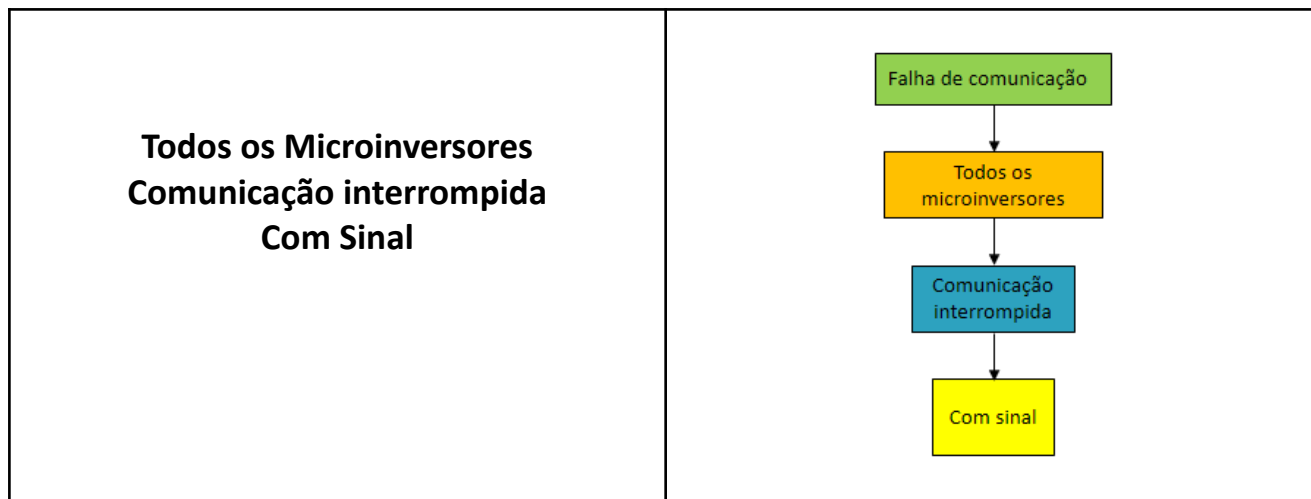 Todos os Microinversores
Comunicação interrompida
Com Sinal
Falha de comunicação
Todos os
microinversores
Comunicação
interrompida
Com sinal